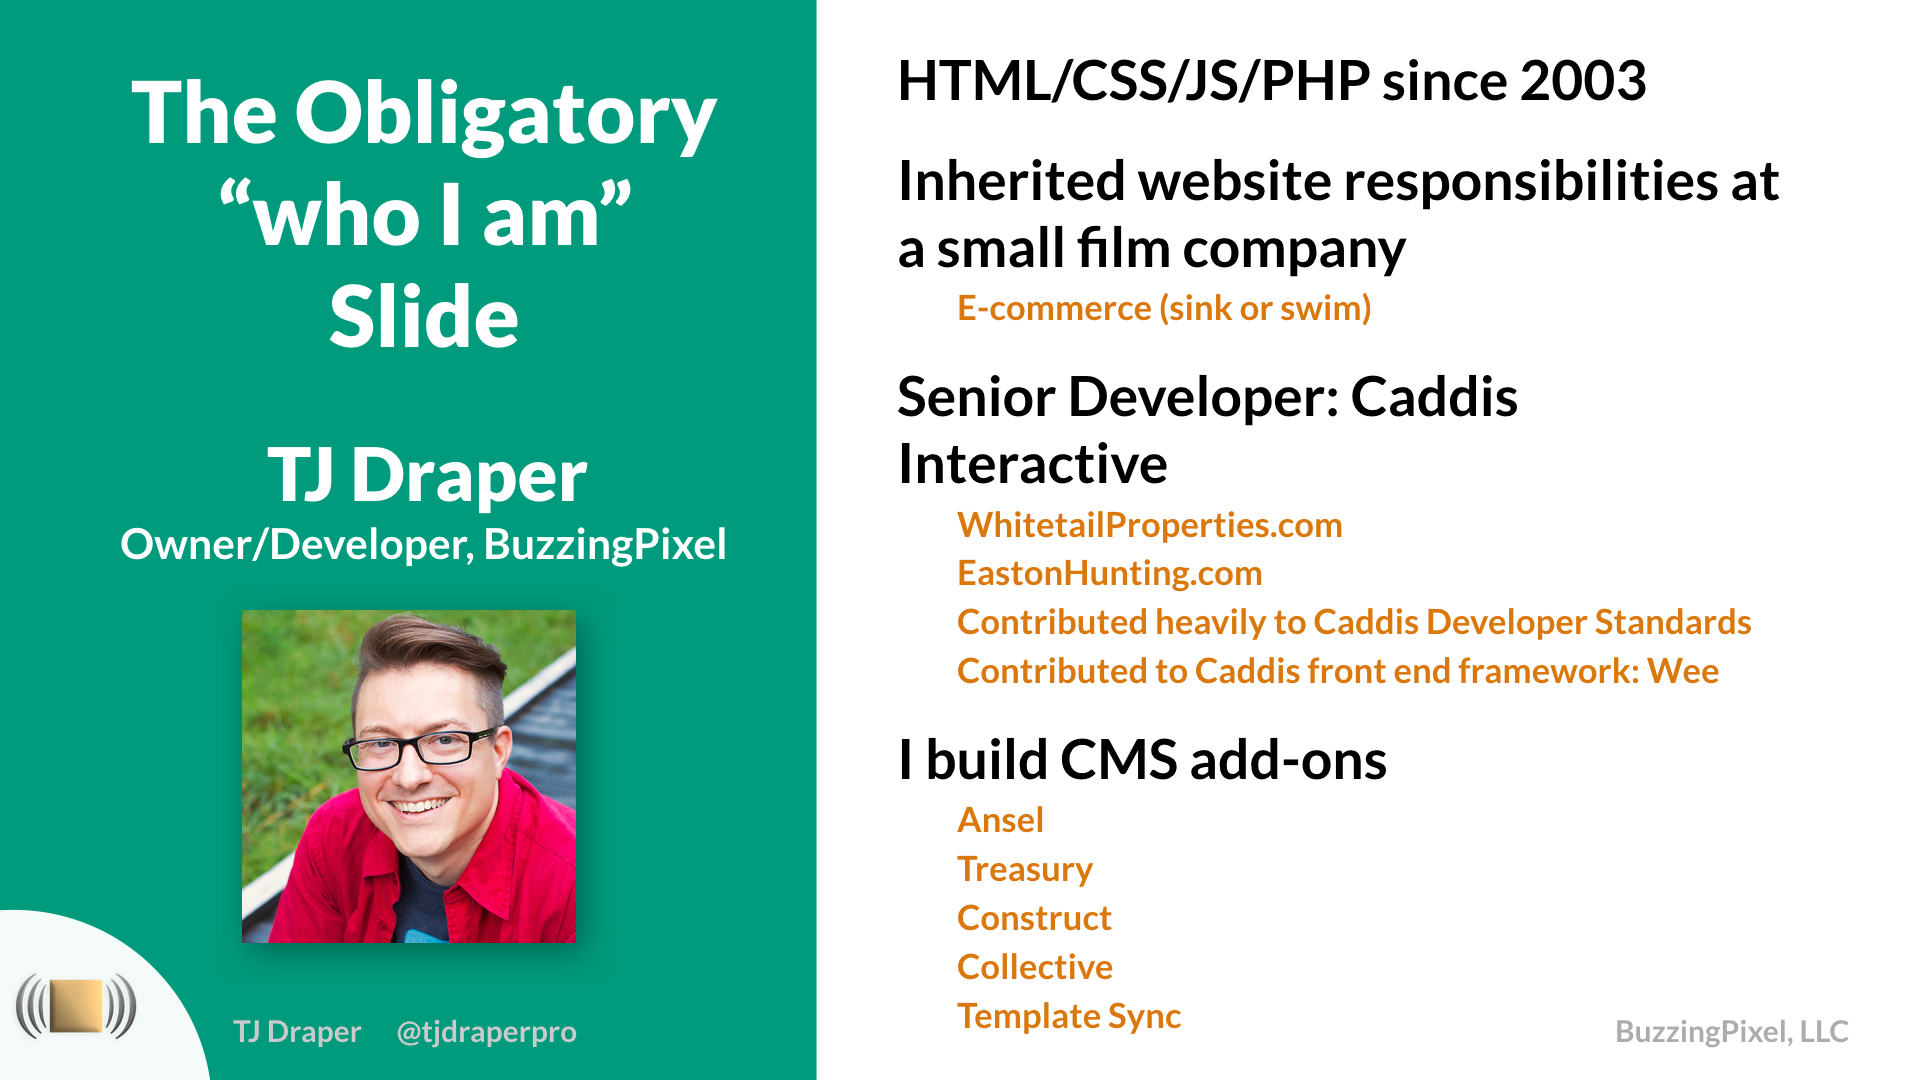 The Obligatory
“who I am”
Slide
TJ Draper
Owner/Developer, BuzzingPixel
TJ Draper @tjdraperpro
HTML/CSS/JS/PHP since 2003
Inherited website responsibilities at
a small film company
E-commerce (sink or swim)
Senior Developer: Caddis
Interactive
WhitetailProperties.com
EastonHunting.com
Contributed heavily to Caddis Developer Standards
Contributed to Caddis front end framework: Wee
I build CMS add-ons
Ansel
Treasury
Construct
Collective
Template Sync
BuzzingPixel, LLC